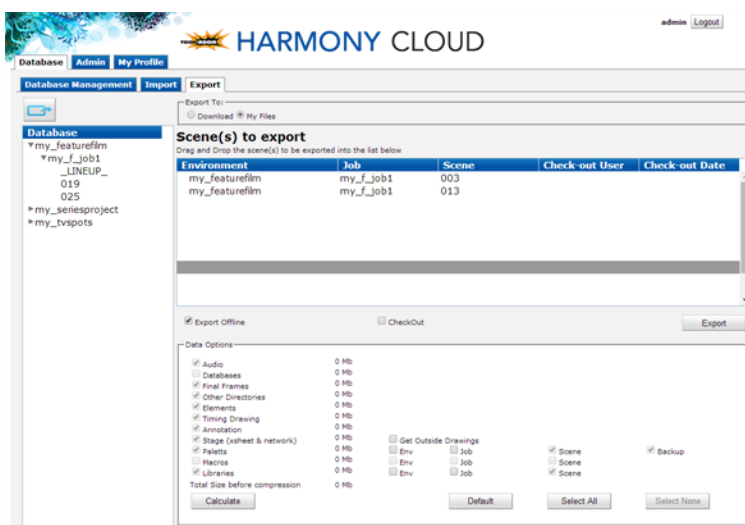 admin Logout
TOON BOOM HARMONY CLOUD
Database Admin My Profile
Database Management Import Export
Export To:
Download My Files
Database
my_featurefilm
my_f_job1
_LINEUP_
019
025
my_seriesproject
my_tvspots
Scene(s) to export
Drag and Drop the scene(s) to be exported into the list below
Environment Job Scene Check-out User Check-out Date
my_featurefilm my_f_job1 003
my_featurefilm my_f_job1 013
Export Offline CheckOut Export
Data Options
Audio 0 Mb
Databases 0 Mb
Final Frames 0 Mb
Other Directories 0 Mb
Elements 0 Mb
Timing Drawing 0 Mb
Annotation 0 Mb
Stage (xsheet & network) 0 Mb Get Outside Drawings
Paletts 0 Mb Env Job Scene Backup
Macros 0 Mb Env Job Scene
Libraries 0 Mb Env Job Scene
Total Size before compression 0 Mb
Calculate Default Select All Select None